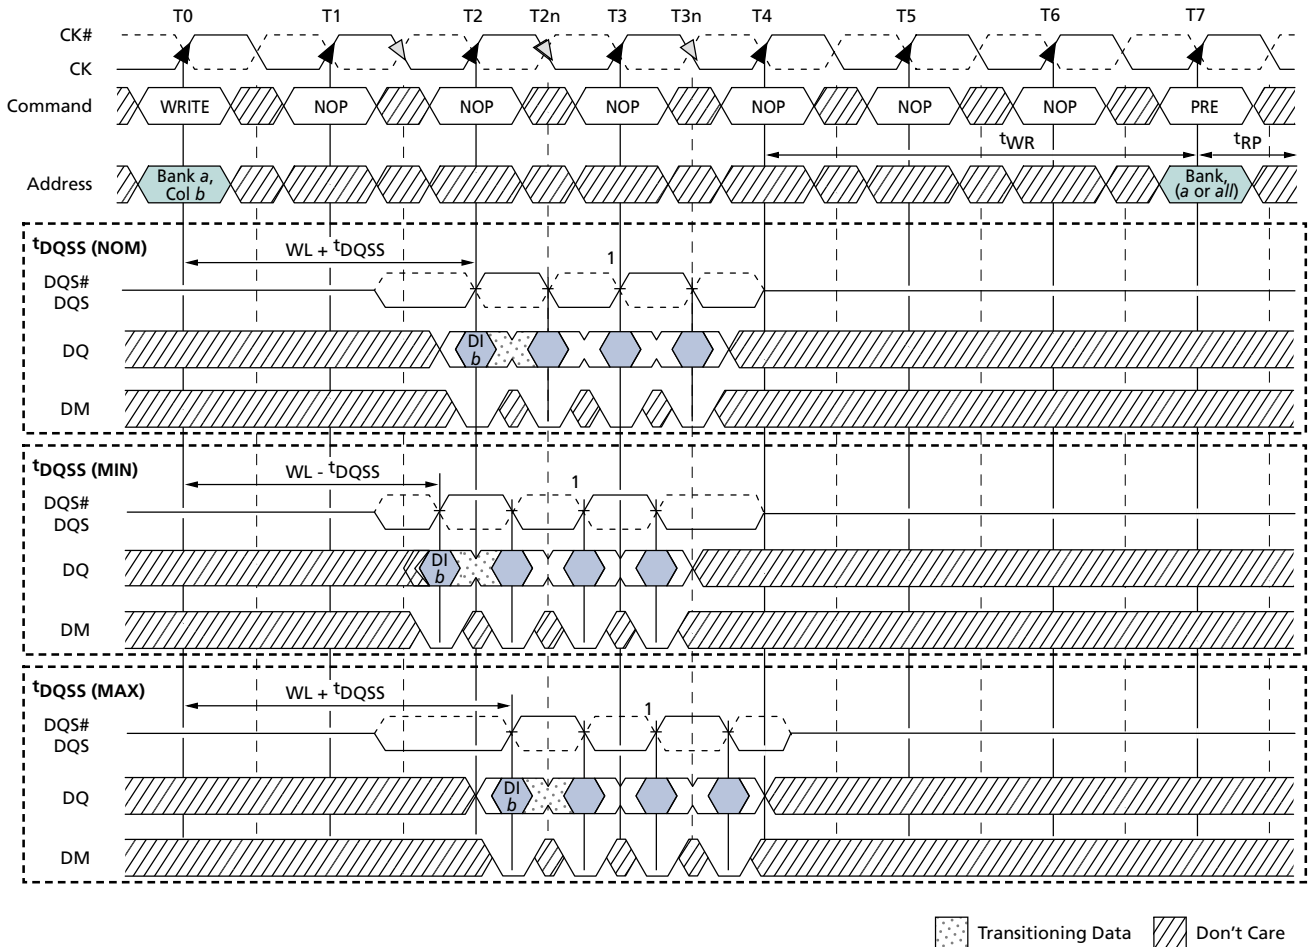 T0 T1 T2 T2n T3 T3n T4 T5 T6 T7
CK#
CK
Command WRITE NOP NOP NOP NOP NOP NOP PRE
tWR tRP
Address Bank a, Col b Bank, (a or all)
tDQSS (NOM)
WL + tDQSS
1
DQS#
DQS
DQ DI b
DM
tDQSS (MIN)
WL - tDQSS
1
DQS#
DQS
DQ DI b
DM
tDQSS (MAX)
WL + tDQSS
1
DQS#
DQS
DQ DI b
DM
Transitioning Data Don't Care